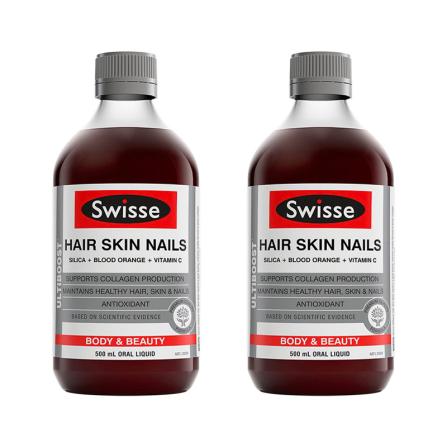 Swisse
ULTIBOOST
HAIR SKIN NAILS
SILICA + BLOOD ORANGE + VITAMIN C
SUPPORTS COLLAGEN PRODUCTION
MAINTAINS HEALTHY HAIR, SKIN & NAILS
ANTIOXIDANT
BASED ON SCIENTIFIC EVIDENCE
BODY & BEAUTY
500 mL ORAL LIQUID
Swisse
ULTIBOOST
HAIR SKIN NAILS
SILICA + BLOOD ORANGE + VITAMIN C
SUPPORTS COLLAGEN PRODUCTION
MAINTAINS HEALTHY HAIR, SKIN & NAILS
ANTIOXIDANT
BASED ON SCIENTIFIC EVIDENCE
BODY & BEAUTY
500 mL ORAL LIQUID